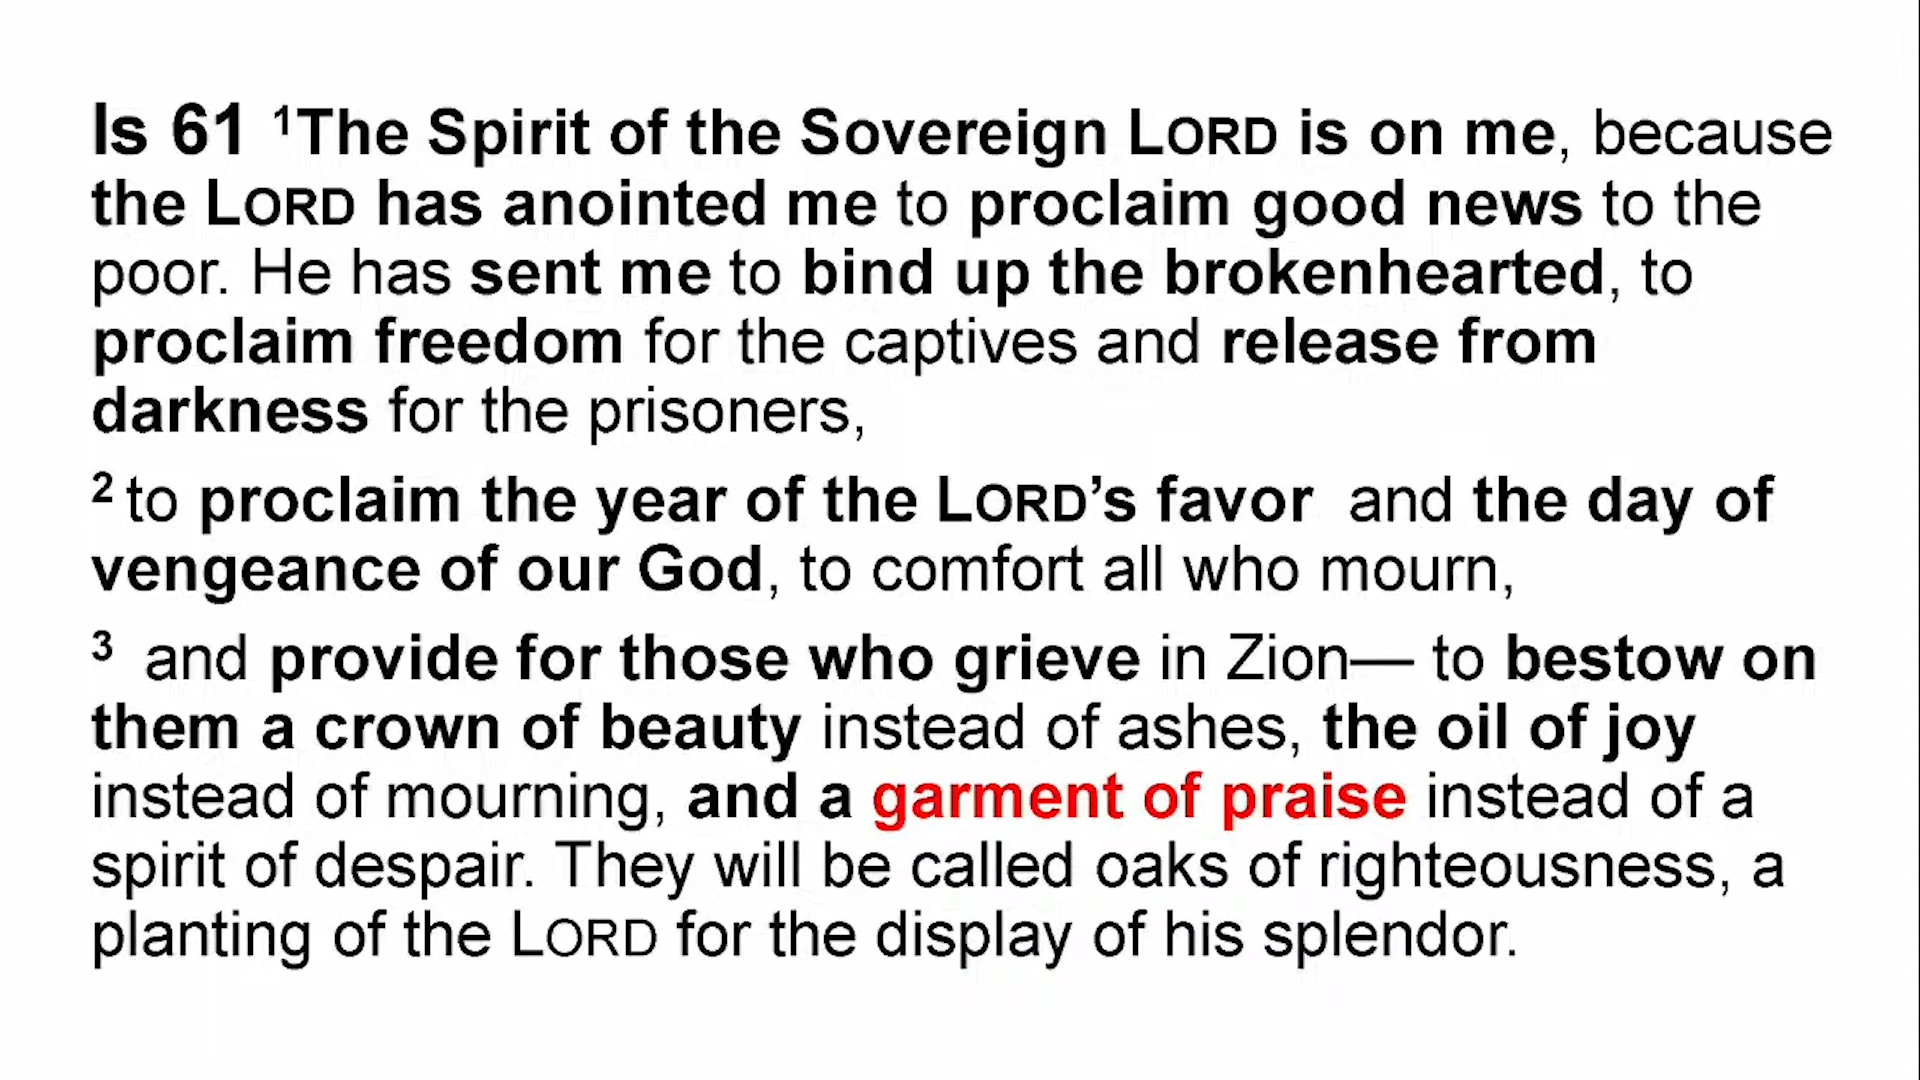 Is 61 ¹The Spirit of the Sovereign LORD is on me, because
the LORD has anointed me to proclaim good news to the
poor. He has sent me to bind up the brokenhearted, to
proclaim freedom for the captives and release from
darkness for the prisoners,
² to proclaim the year of the LORD’s favor and the day of
vengeance of our God, to comfort all who mourn,
³ and provide for those who grieve in Zion— to bestow on
them a crown of beauty instead of ashes, the oil of joy
instead of mourning, and a garment of praise instead of a
spirit of despair. They will be called oaks of righteousness, a
planting of the LORD for the display of his splendor.